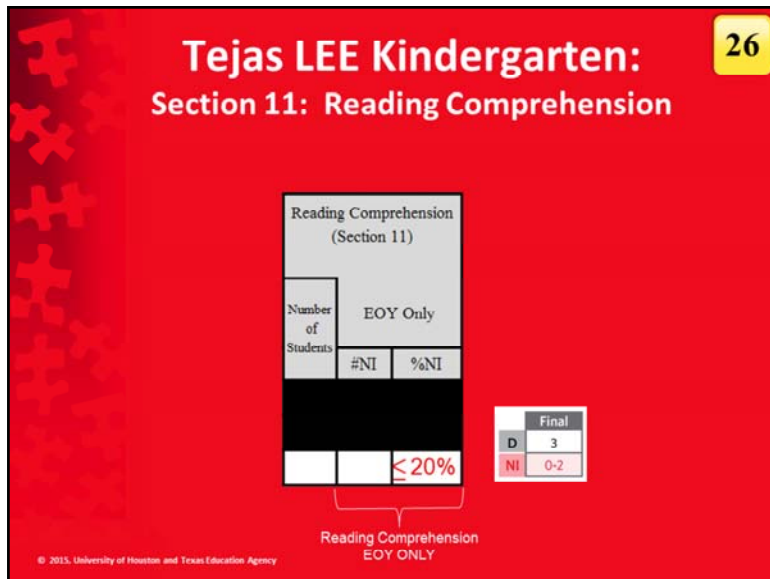 Tejas LEE Kindergarten:
26
Section 11: Reading Comprehension
Reading Comprehension
(Section 11)
Number
of
Students
EOY Only
#NI
%NI
≤20%
Final
D 3
NI 0-2
Reading Comprehension
EOY ONLY
© 2015, University of Houston and Texas Education Agency